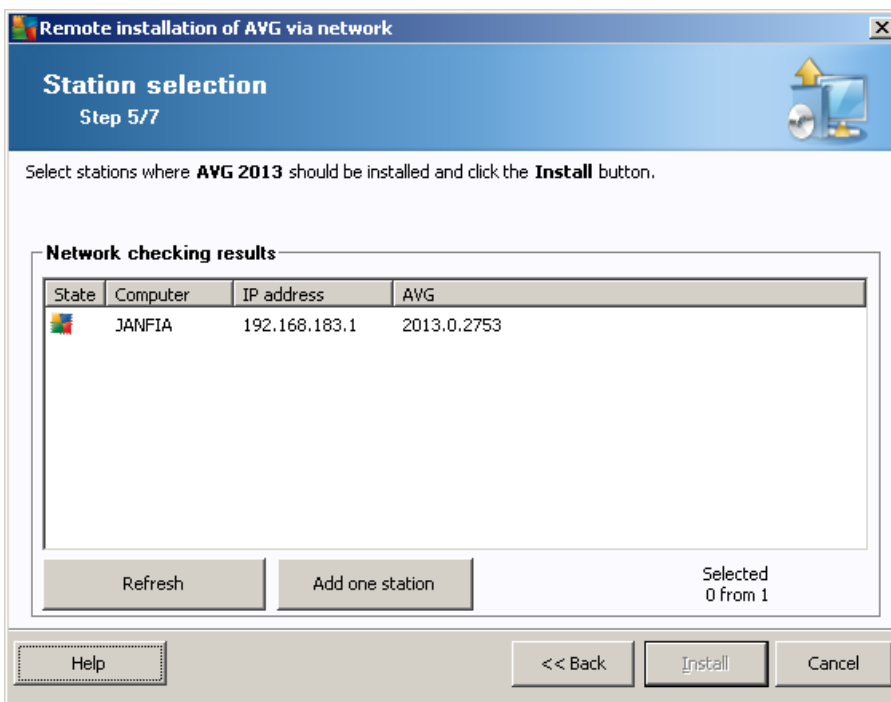 Remote installation of AVG via network
Station selection
Step 5/7
Select stations where AVG 2013 should be installed and click the Install button.
Network checking results
State Computer IP address AVG
JANFIA 192.168.183.1 2013.0.2753
Refresh Add one station Selected
0 from 1
Help << Back Install Cancel